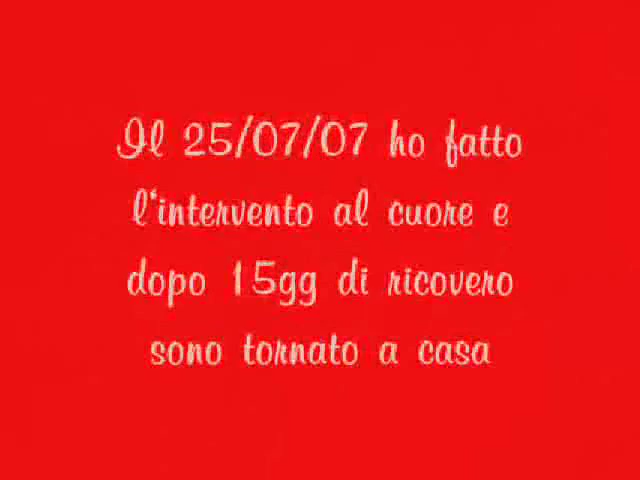 Il 25/07/07 ho fatto
l'intervento al cuore e
dopo 15gg di ricovero
sono tornato a casa